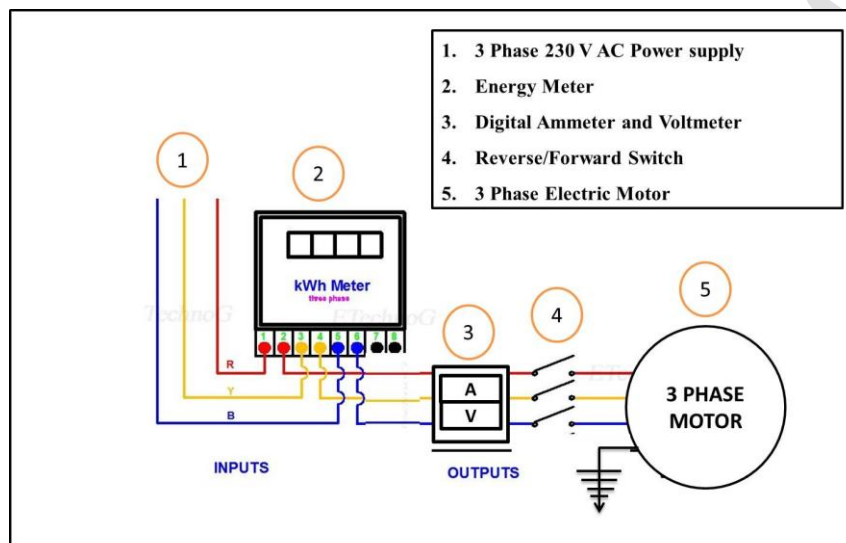 1. 3 Phase 230 V AC Power supply
2. Energy Meter
3. Digital Ammeter and Voltmeter
4. Reverse/Forward Switch
5. 3 Phase Electric Motor
1
2
kWh Meter
three phase
TechnoG
ETechnoG
1 2 3 4 5 6 7 8
3
4
5
R
Y
B
A
V
3 PHASE
MOTOR
INPUTS
OUTPUTS